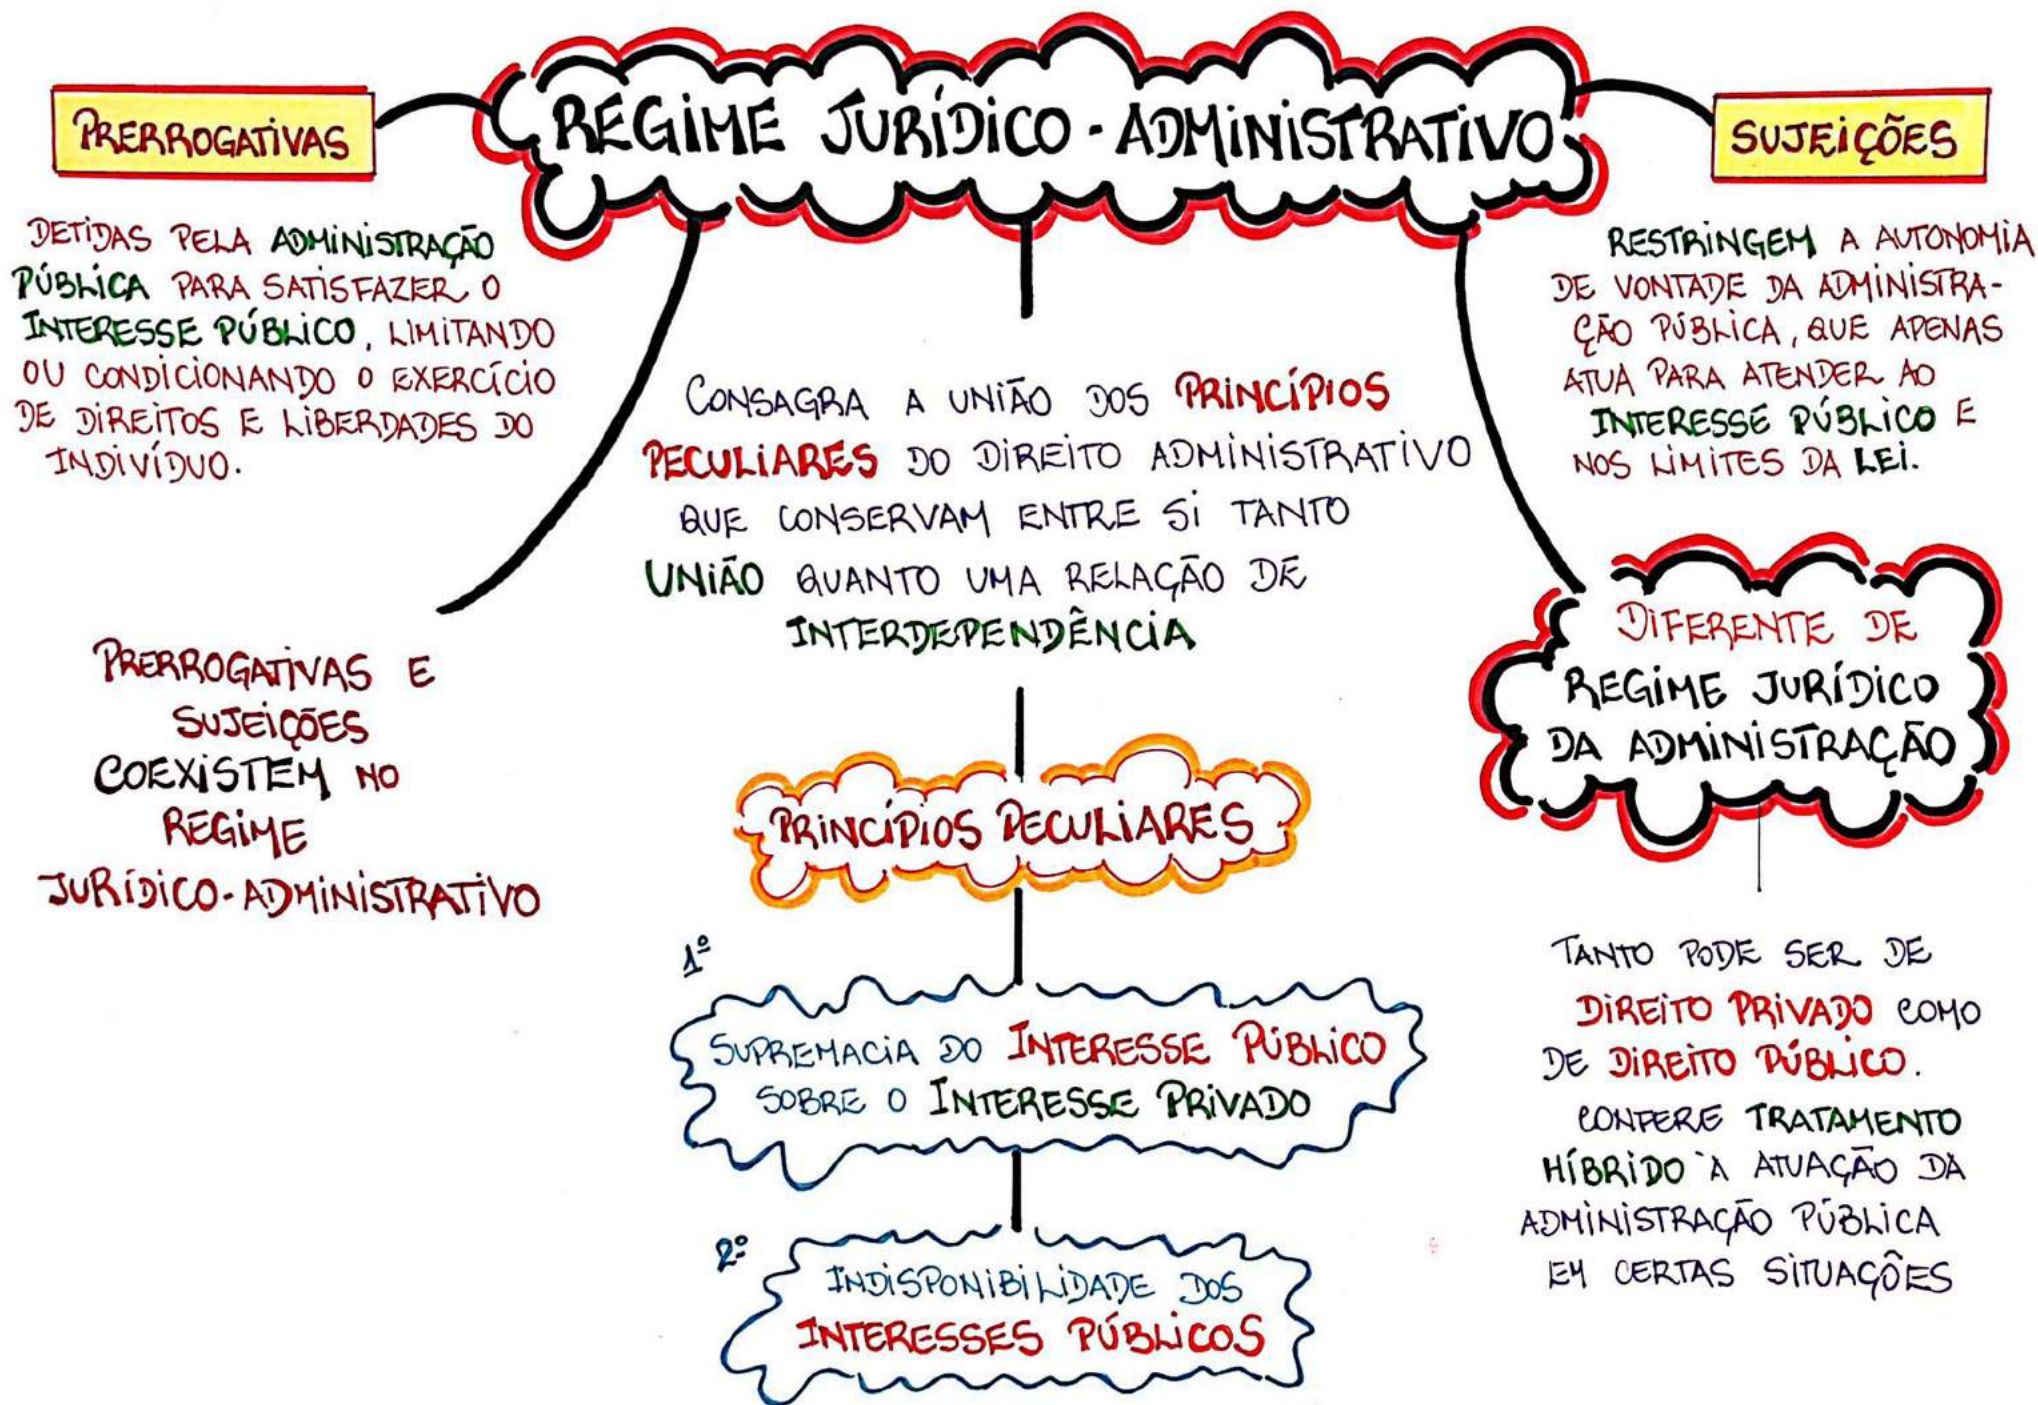 REGIME JURÍDICO-ADMINISTRATIVO
PRERROGATIVAS
DETIDAS PELA ADMINISTRAÇÃO
PÚBLICA PARA SATISFAZER O
INTERESSE PÚBLICO, LIMITANDO
OU CONDICIONANDO O EXERCÍCIO
DE DIREITOS E LIBERDADES DO
INDIVÍDUO.
SUJEIÇÕES
RESTRINGEM A AUTONOMIA
DE VONTADE DA ADMINISTRA-
ÇÃO PÚBLICA, QUE APENAS
ATUA PARA ATENDER AO
INTERESSE PÚBLICO E
NOS LIMITES DA LEI.
PRERROGATIVAS E
SUJEIÇÕES
COEXISTEM NO
REGIME
JURÍDICO-ADMINISTRATIVO
CONSAGRA A UNIÃO DOS PRINCÍPIOS
PECULIARES DO DIREITO ADMINISTRATIVO
QUE CONSERVAM ENTRE SI TANTO
UNIÃO QUANTO UMA RELAÇÃO DE
INTERDEPENDÊNCIA
PRINCÍPIOS PECULIARES
1º
SUPREMACIA DO INTERESSE PÚBLICO
SOBRE O INTERESSE PRIVADO
2º
INDISPONIBILIDADE DOS
INTERESSES PÚBLICOS
DIFERENTE DE
REGIME JURÍDICO
DA ADMINISTRAÇÃO
TANTO PODE SER DE
DIREITO PRIVADO COMO
DE DIREITO PÚBLICO.
CONFERE TRATAMENTO
HÍBRIDO À ATUAÇÃO DA
ADMINISTRAÇÃO PÚBLICA
EM CERTAS SITUAÇÕES